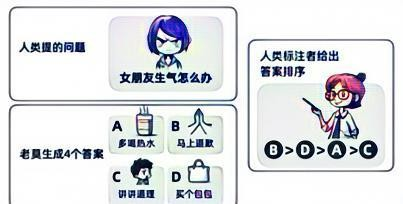 人类提的问题
女朋友生气怎么办
老吴生成4个答案
A
多喝热水
B
马上道歉
C
讲讲道理
D
买个包包
人类标注者给出
答案排序
B>D>A>C